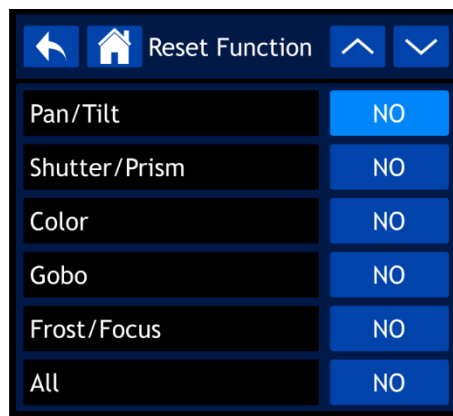 Reset Function
Pan/Tilt NO
Shutter/Prism NO
Color NO
Gobo NO
Frost/Focus NO
All NO